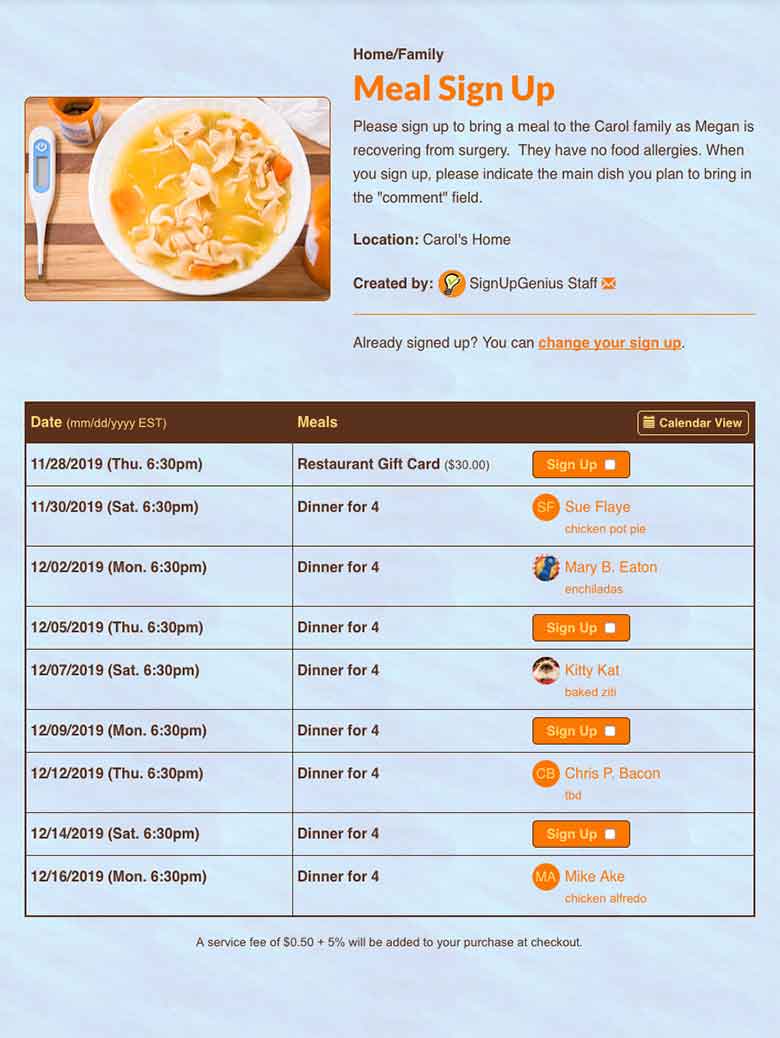 Home/Family
Meal Sign Up
Please sign up to bring a meal to the Carol family as Megan is
recovering from surgery.  They have no food allergies. When
you sign up, please indicate the main dish you plan to bring in
the "comment" field.
Location: Carol's Home
Created by: SignUpGenius Staff
Already signed up? You can change your sign up.
Date (mm/dd/yyyy EST) Meals Calendar View
11/28/2019 (Thu. 6:30pm) Restaurant Gift Card ($30.00) Sign Up
11/30/2019 (Sat. 6:30pm) Dinner for 4 SF Sue Flaye
chicken pot pie
12/02/2019 (Mon. 6:30pm) Dinner for 4 Mary B. Eaton
enchiladas
12/05/2019 (Thu. 6:30pm) Dinner for 4 Sign Up
12/07/2019 (Sat. 6:30pm) Dinner for 4 Kitty Kat
baked ziti
12/09/2019 (Mon. 6:30pm) Dinner for 4 Sign Up
12/12/2019 (Thu. 6:30pm) Dinner for 4 CB Chris P. Bacon
tbd
12/14/2019 (Sat. 6:30pm) Dinner for 4 Sign Up
12/16/2019 (Mon. 6:30pm) Dinner for 4 MA Mike Ake
chicken alfredo
A service fee of $0.50 + 5% will be added to your purchase at checkout.